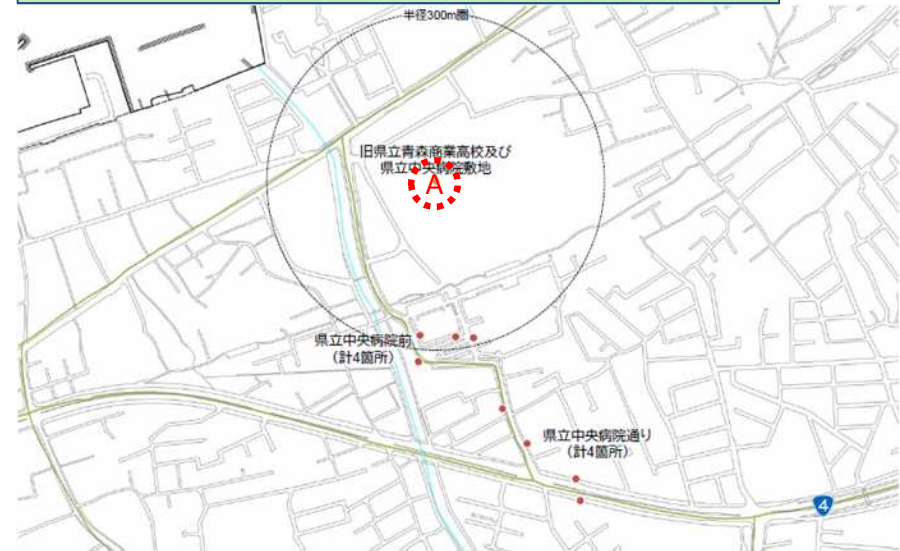 半径300m圏
旧県立青森商業高校及び
県立中央病院敷地
A
県立中央病院前
(計4箇所)
県立中央病院通り
(計4箇所)
4